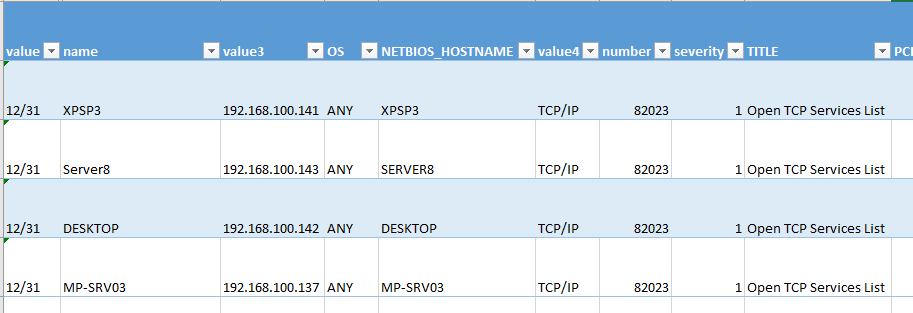 value name value3 OS NETBIOS_HOSTNAME value4 number severity TITLE PCI
12/31 XPSP3 192.168.100.141 ANY XPSP3 TCP/IP 82023 1 Open TCP Services List
12/31 Server8 192.168.100.143 ANY SERVER8 TCP/IP 82023 1 Open TCP Services List
12/31 DESKTOP 192.168.100.142 ANY DESKTOP TCP/IP 82023 1 Open TCP Services List
12/31 MP-SRV03 192.168.100.137 ANY MP-SRV03 TCP/IP 82023 1 Open TCP Services List